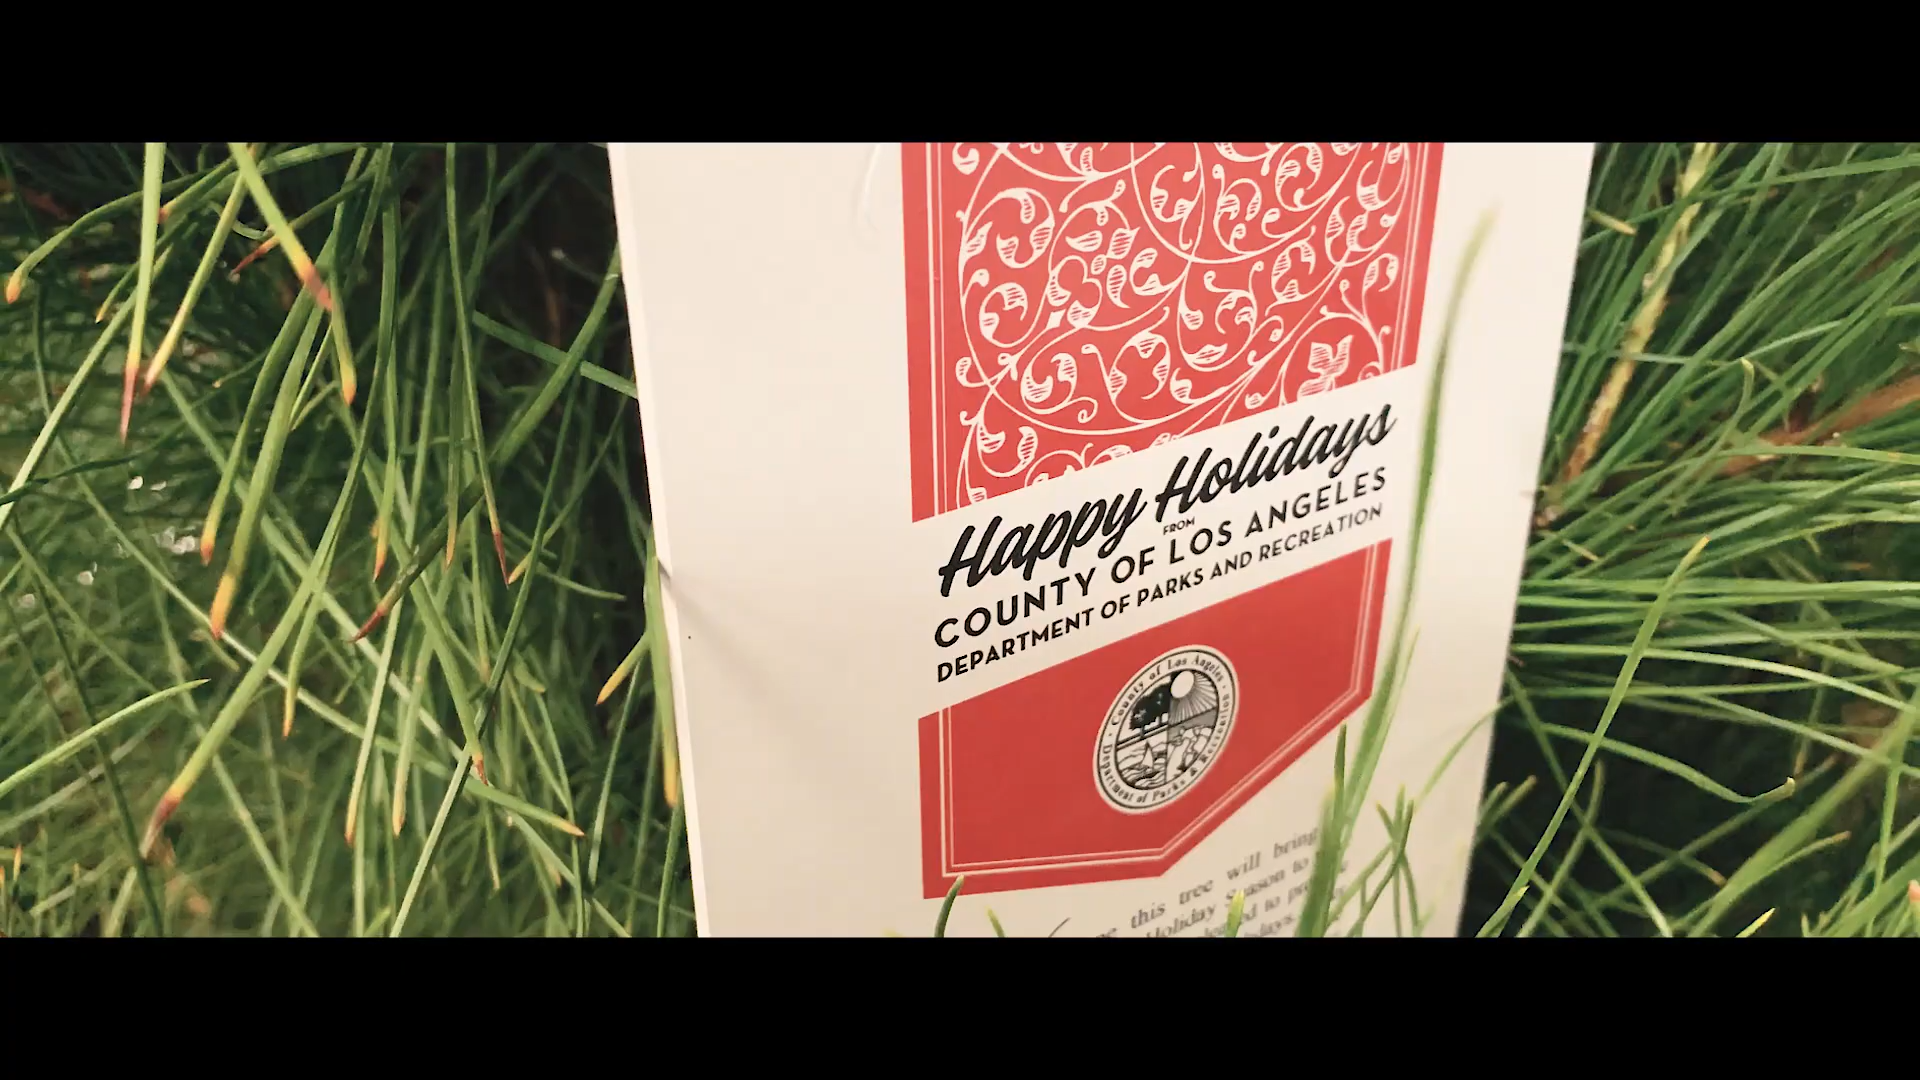 Happy Holidays
FROM
COUNTY OF LOS ANGELES
DEPARTMENT OF PARKS AND RECREATION
County of Los Angeles
Department of Parks & Recreation
this tree will bring
Holiday Season to
to